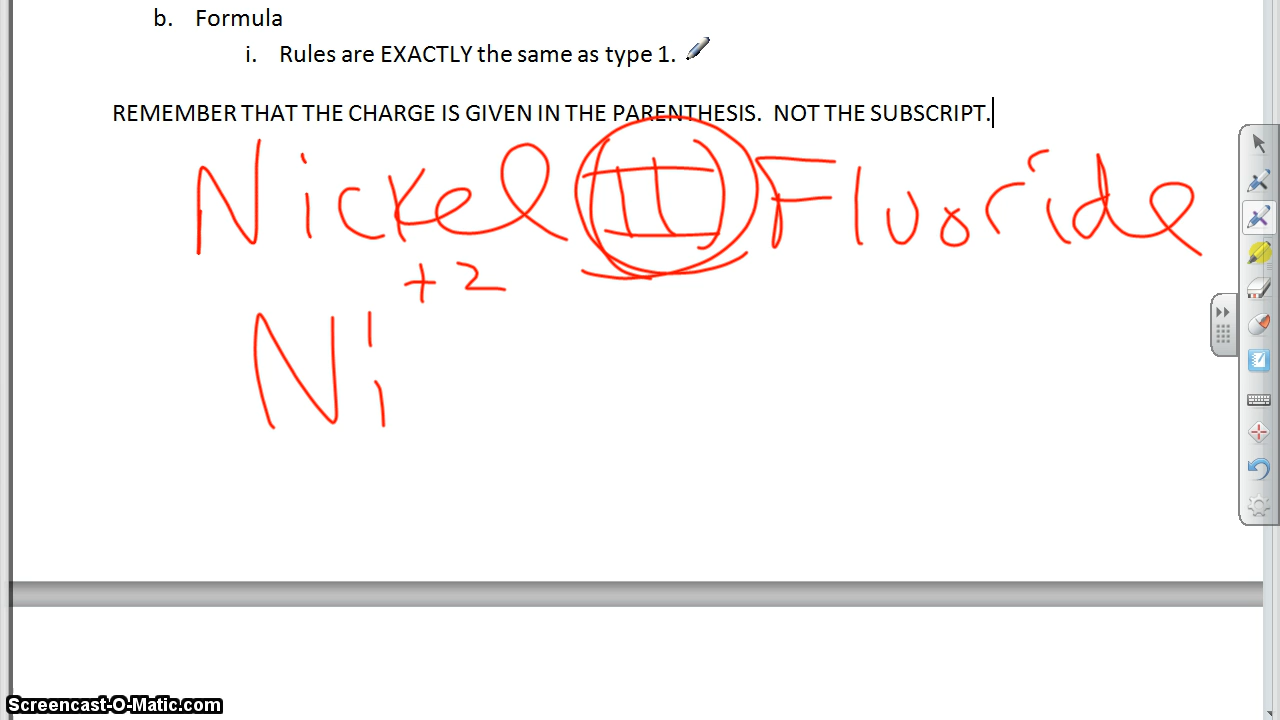 b. Formula
i. Rules are EXACTLY the same as type 1.
REMEMBER THAT THE CHARGE IS GIVEN IN THE PARENTHESIS. NOT THE SUBSCRIPT.
Nickel (II) Fluoride
+2
Ni
Screencast-O-Matic.com